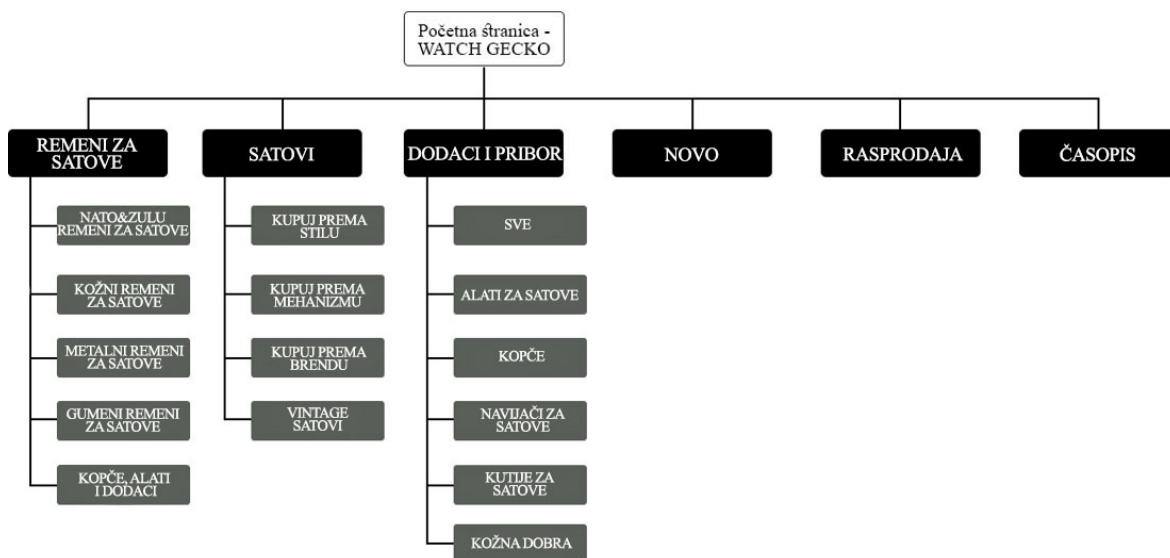 Početna stranica -
WATCH GECKO
REMENI ZA
SATOVE
SATOVI
DODACI I PRIBOR
NOVO
RASPRODAJA
ČASOPIS
NATO&ZULU
REMENI ZA SATOVE
KOŽNI REMENI
ZA SATOVE
METALNI REMENI
ZA SATOVE
GUMENI REMENI
ZA SATOVE
KOPČE, ALATI
I DODACI
KUPUJ PREMA
STILU
KUPUJ PREMA
MEHANIZMU
KUPUJ PREMA
BRENDU
VINTAGE
SATOVI
SVE
ALATI ZA SATOVE
KOPČE
NAVIJAČI ZA
SATOVE
KUTIJE ZA
SATOVE
KOŽNA DOBRA